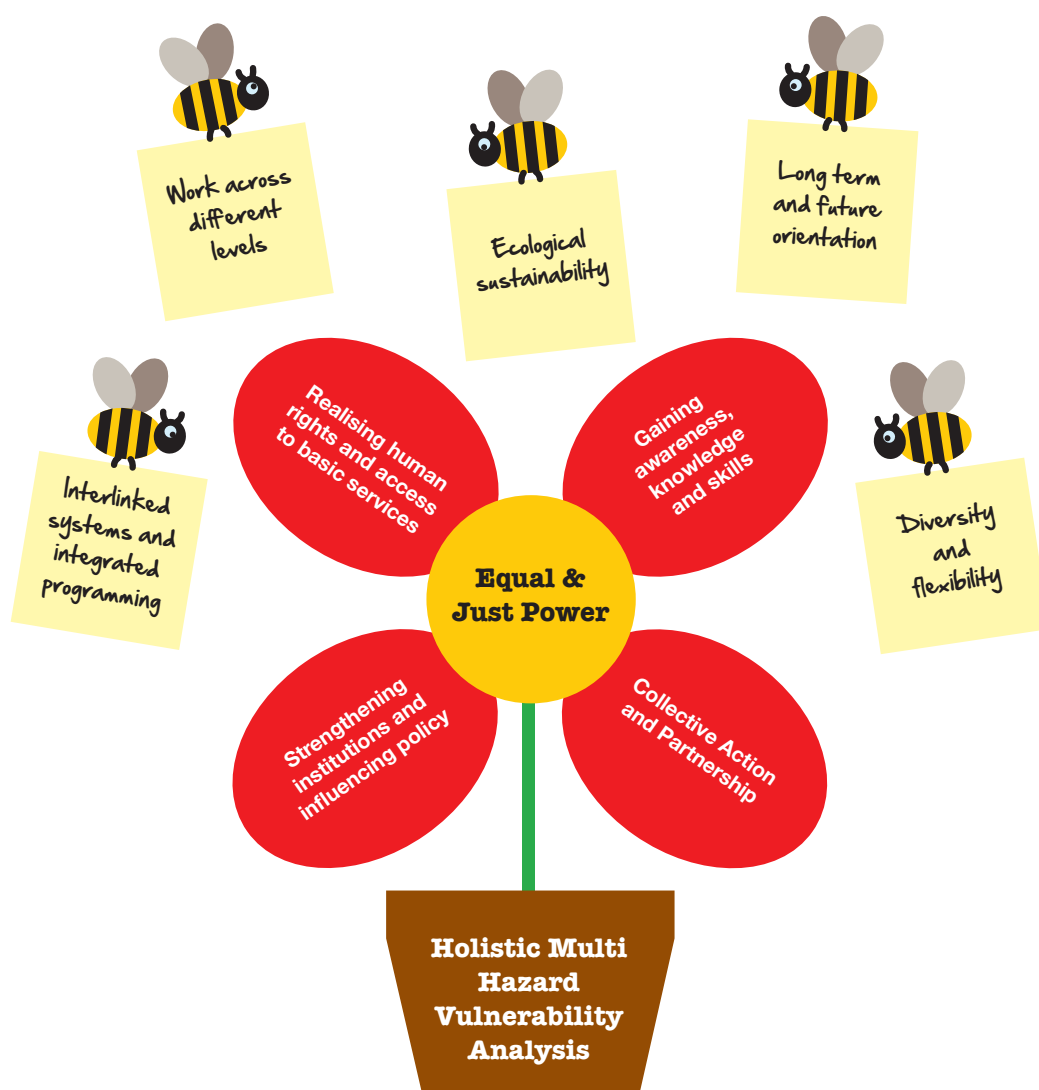 Work across
different
levels
Ecological
sustainability
Long term
and future
orientation
Interlinked
systems and
integrated
programming
Realising human
rights and access
to basic services
Gaining
awareness,
knowledge
and skills
Diversity
and
flexibility
Equal &
Just Power
Strengthening
institutions and
influencing policy
Collective Action
and Partnership
Holistic Multi
Hazard
Vulnerability
Analysis